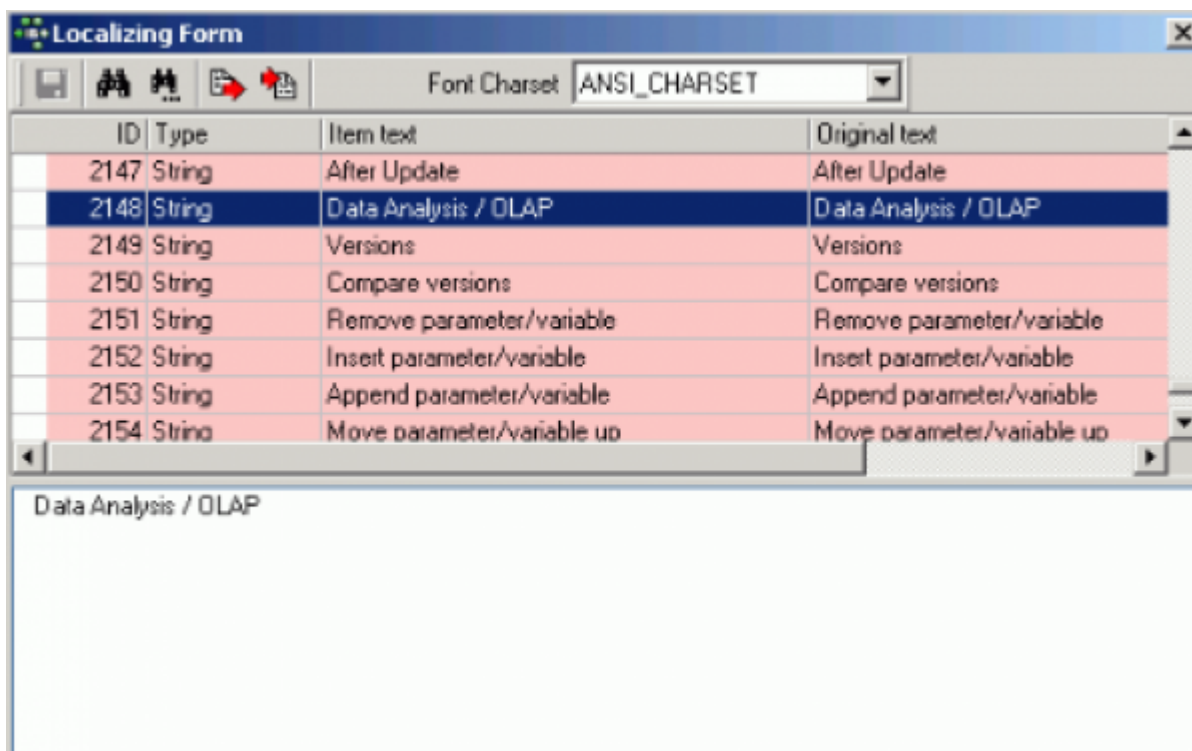 Localizing Form
Font Charset ANSI_CHARSET
ID Type Item text Original text
2147 String After Update After Update
2148 String Data Analysis / OLAP Data Analysis / OLAP
2149 String Versions Versions
2150 String Compare versions Compare versions
2151 String Remove parameter/variable Remove parameter/variable
2152 String Insert parameter/variable Insert parameter/variable
2153 String Append parameter/variable Append parameter/variable
2154 String Move parameter/variable up Move parameter/variable up
Data Analysis / OLAP